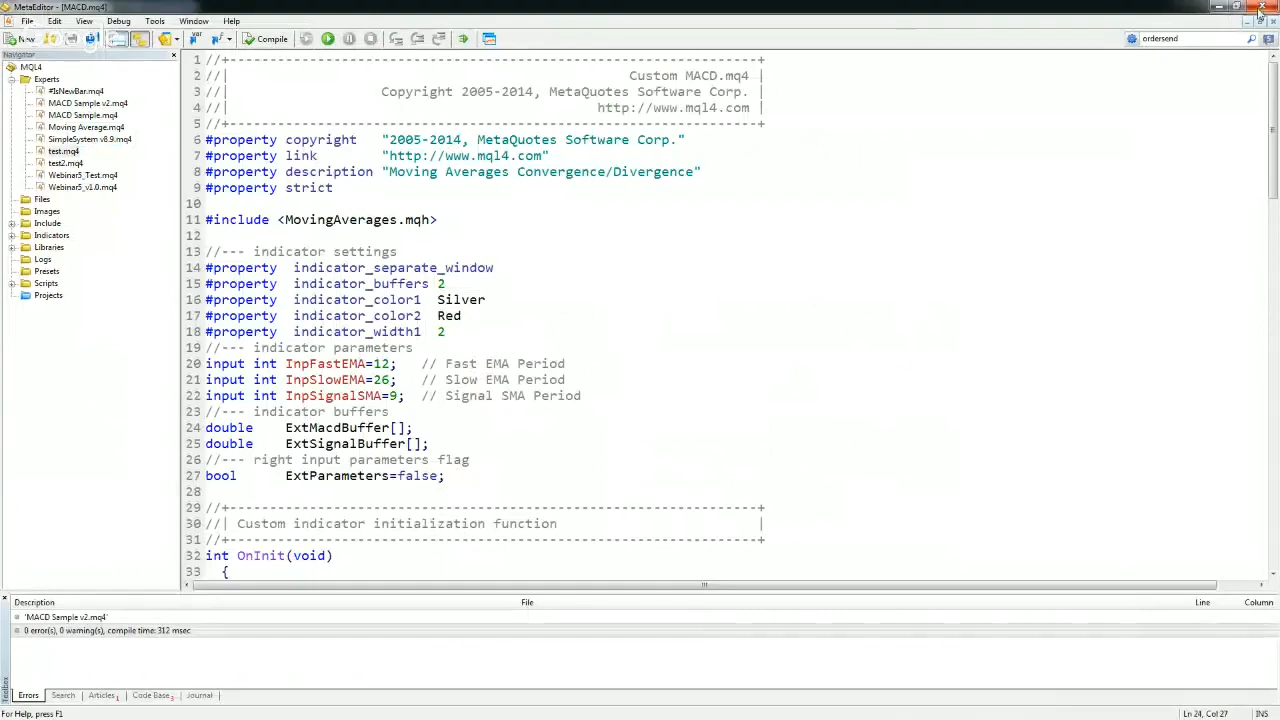 MetaEditor - [MACD.mq4]
File Edit View Debug Tools Window Help
New Compile ordersend
Navigator
MQL4
Experts
#IsNewBar.mq4
MACD Sample v2.mq4
MACD Sample.mq4
Moving Average.mq4
SimpleSystem v8.9.mq4
test.mq4
test2.mq4
Webinar5_Test.mq4
Webinar5_v1.0.mq4
Files
Images
Include
Indicators
Libraries
Logs
Presets
Scripts
Projects
1 //+------------------------------------------------------------------+
2 //| Custom MACD.mq4 |
3 //| Copyright 2005-2014, MetaQuotes Software Corp. |
4 //| http://www.mql4.com |
5 //+------------------------------------------------------------------+
6 #property copyright "2005-2014, MetaQuotes Software Corp."
7 #property link "http://www.mql4.com"
8 #property description "Moving Averages Convergence/Divergence"
9 #property strict
10
11 #include <MovingAverages.mqh>
12
13 //--- indicator settings
14 #property indicator_separate_window
15 #property indicator_buffers 2
16 #property indicator_color1 Silver
17 #property indicator_color2 Red
18 #property indicator_width1 2
19 //--- indicator parameters
20 input int InpFastEMA=12; // Fast EMA Period
21 input int InpSlowEMA=26; // Slow EMA Period
22 input int InpSignalSMA=9; // Signal SMA Period
23 //--- indicator buffers
24 double ExtMacdBuffer[];
25 double ExtSignalBuffer[];
26 //--- right input parameters flag
27 bool ExtParameters=false;
28
29 //+------------------------------------------------------------------+
30 //| Custom indicator initialization function |
31 //+------------------------------------------------------------------+
32 int OnInit(void)
33 {
Description File Line Column
'MACD Sample v2.mq4'
0 error(s), 0 warning(s), compile time: 312 msec
Toolbox
Errors Search Articles 1 Code Base 3 Journal
For Help, press F1 Ln 24, Col 27 INS